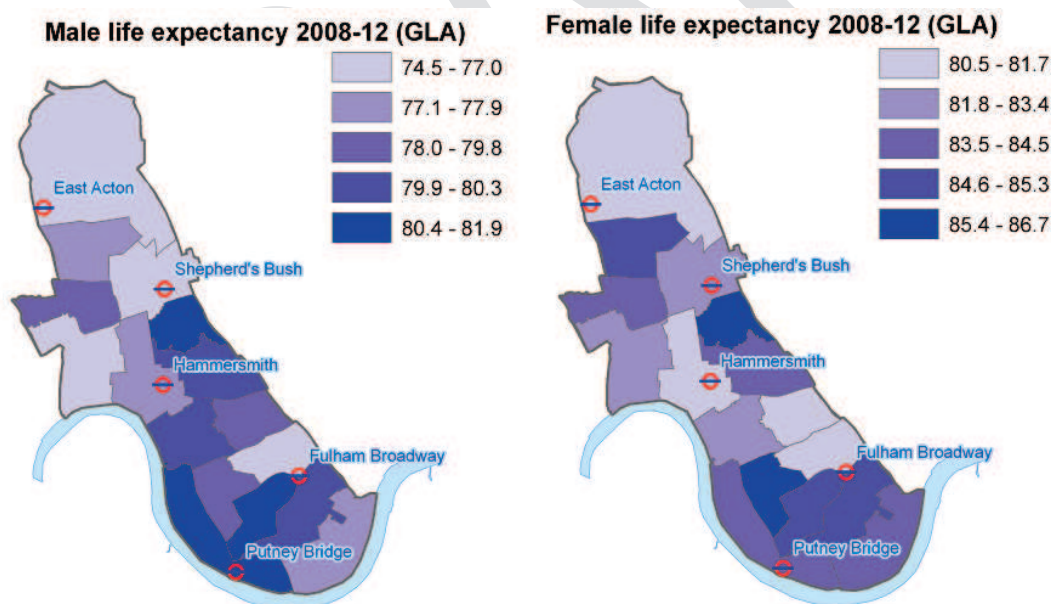 Male life expectancy 2008-12 (GLA)
74.5 - 77.0
77.1 - 77.9
78.0 - 79.8
79.9 - 80.3
80.4 - 81.9
East Acton
Shepherd's Bush
Hammersmith
Fulham Broadway
Putney Bridge
Female life expectancy 2008-12 (GLA)
80.5 - 81.7
81.8 - 83.4
83.5 - 84.5
84.6 - 85.3
85.4 - 86.7
East Acton
Shepherd's Bush
Hammersmith
Fulham Broadway
Putney Bridge